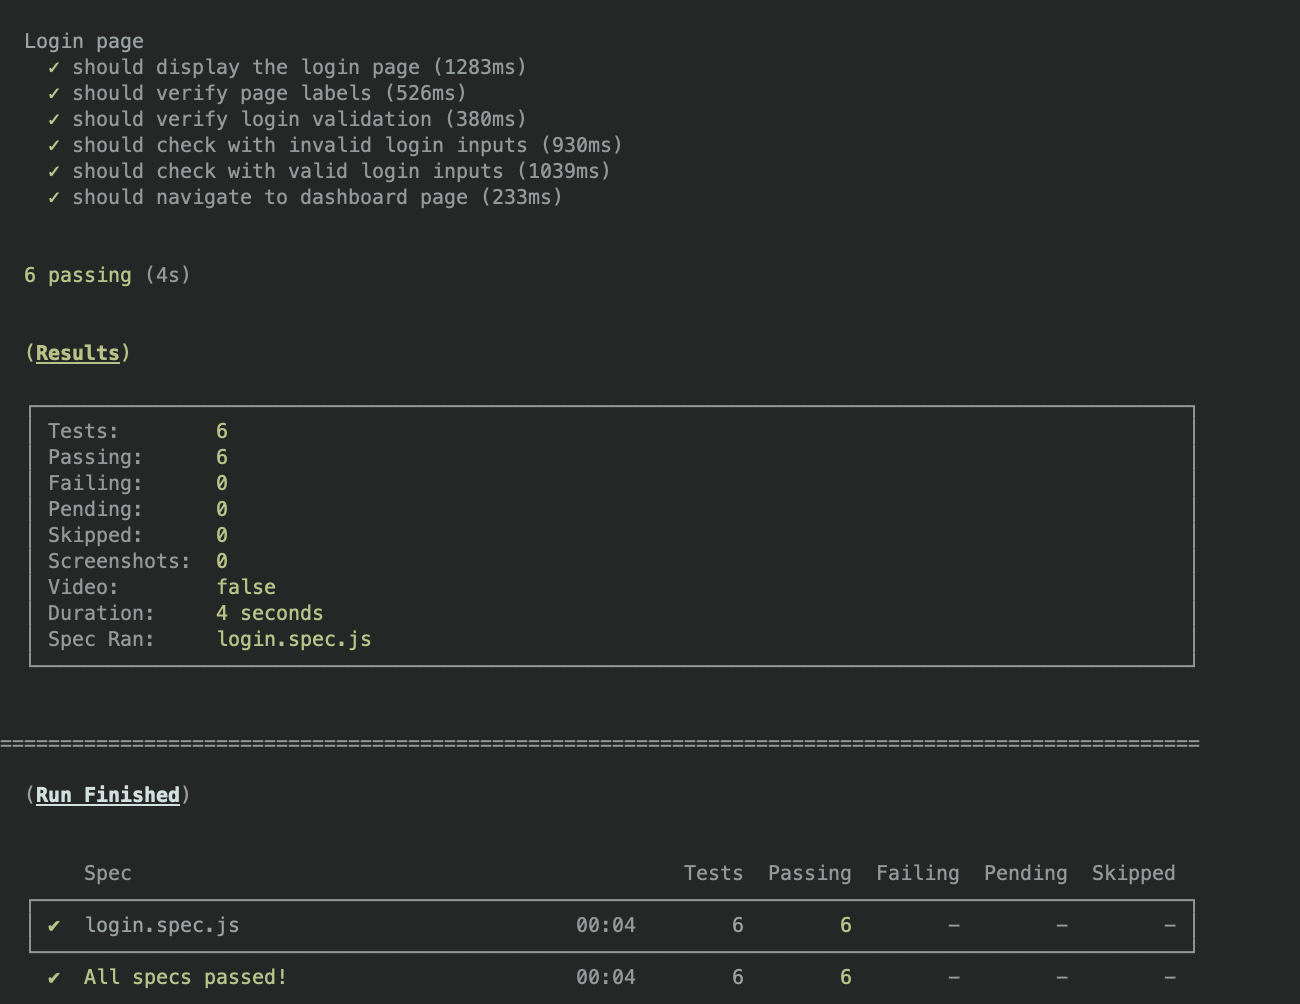 Login page
✓ should display the login page (1283ms)
✓ should verify page labels (526ms)
✓ should verify login validation (380ms)
✓ should check with invalid login inputs (930ms)
✓ should check with valid login inputs (1039ms)
✓ should navigate to dashboard page (233ms)
6 passing (4s)
(Results)
Tests: 6
Passing: 6
Failing: 0
Pending: 0
Skipped: 0
Screenshots: 0
Video: false
Duration: 4 seconds
Spec Ran: login.spec.js
====================================================================================================
(Run Finished)
Spec Tests Passing Failing Pending Skipped
✔ login.spec.js 00:04 6 6 – – –
✔ All specs passed! 00:04 6 6 – – –